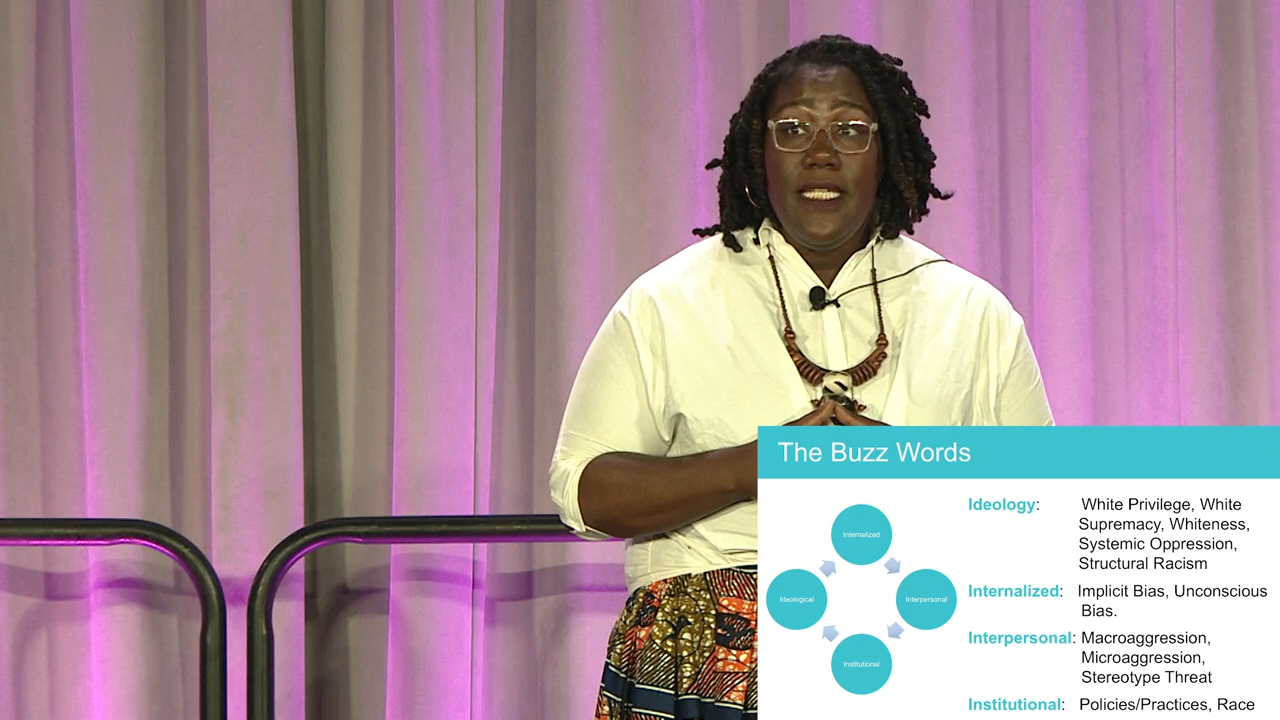 The Buzz Words
Internalized
Ideological
Interpersonal
Institutional
Ideology: White Privilege, White
Supremacy, Whiteness,
Systemic Oppression,
Structural Racism
Internalized: Implicit Bias, Unconscious
Bias.
Interpersonal: Macroaggression,
Microaggression,
Stereotype Threat
Institutional: Policies/Practices, Race